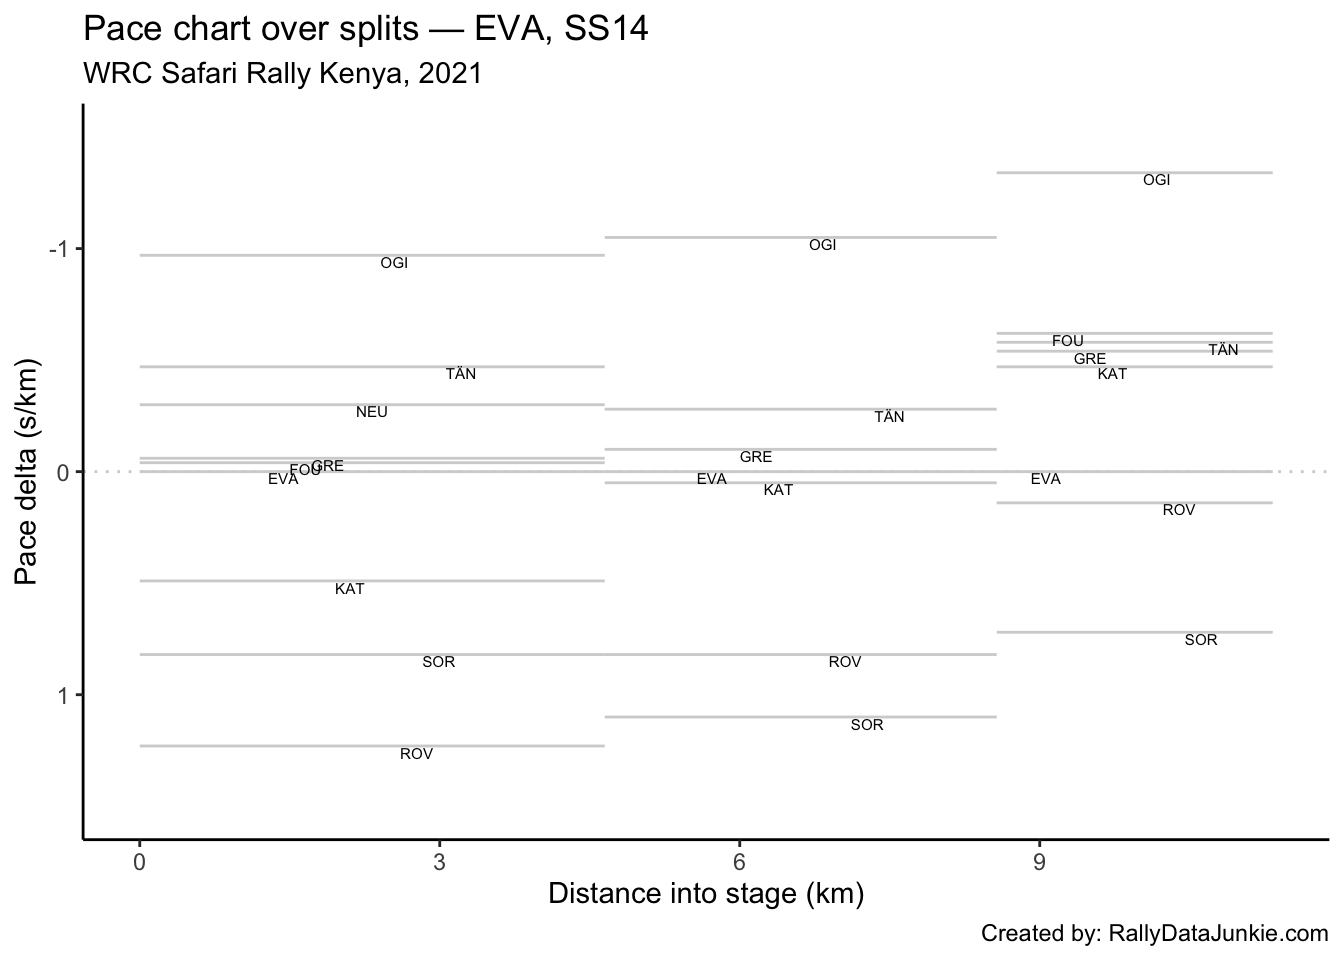 Pace chart over splits — EVA, SS14
WRC Safari Rally Kenya, 2021
Pace delta (s/km)
-1
0
1
OGI
TÄN
NEU
GRE
FOU
EVA
KAT
SOR
ROV
OGI
TÄN
GRE
EVA
KAT
ROV
SOR
OGI
FOU
TÄN
GRE
KAT
EVA
ROV
SOR
0 3 6 9
Distance into stage (km)
Created by: RallyDataJunkie.com